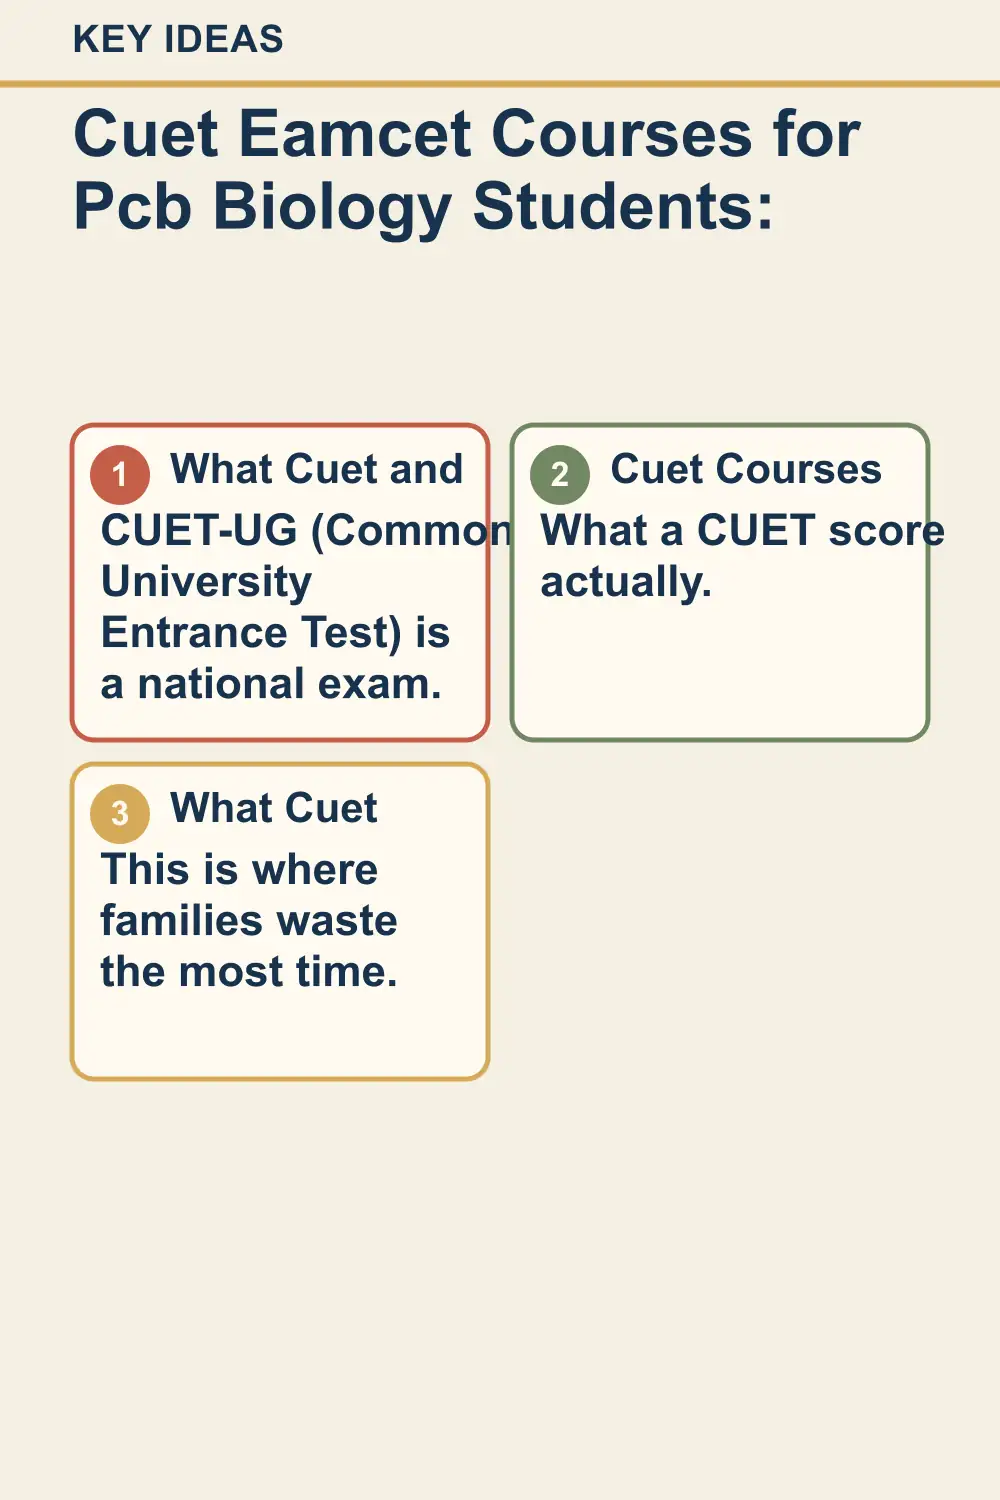 KEY IDEAS
Cuet Eamcet Courses for
Pcb Biology Students:
1 What Cuet and
CUET-UG (Common
University
Entrance Test) is
a national exam.
2 Cuet Courses
What a CUET score
actually.
3 What Cuet
This is where
families waste
the most time.